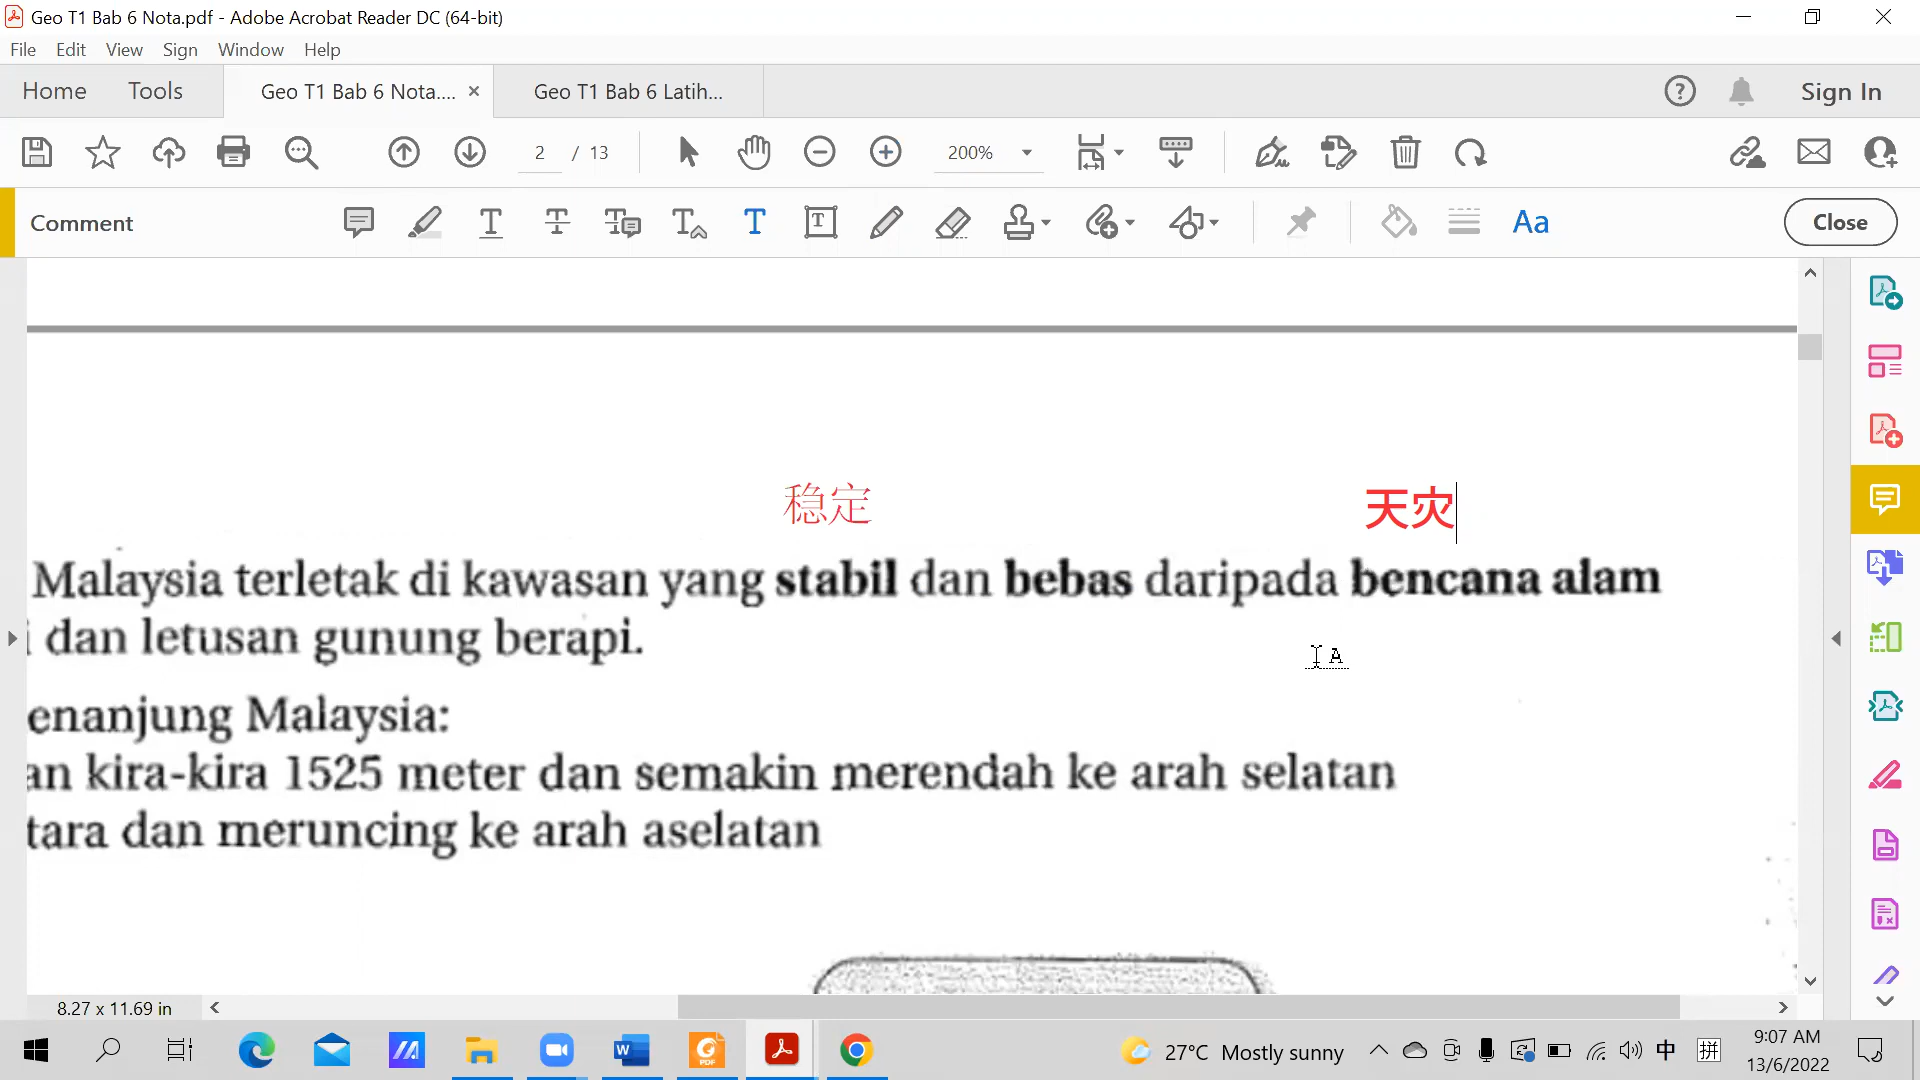 Geo T1 Bab 6 Nota.pdf - Adobe Acrobat Reader DC (64-bit)
File Edit View Sign Window Help
Home Tools Geo T1 Bab 6 Nota.... × Geo T1 Bab 6 Latih... Sign In
2 / 13 200%
Comment Aa Close
稳定 天灾
Malaysia terletak di kawasan yang stabil dan bebas daripada bencana alam
i dan letusan gunung berapi.
enanjung Malaysia:
an kira-kira 1525 meter dan semakin merendah ke arah selatan
tara dan meruncing ke arah aselatan
8.27 x 11.69 in
27°C Mostly sunny 中 拼 9:07 AM
13/6/2022